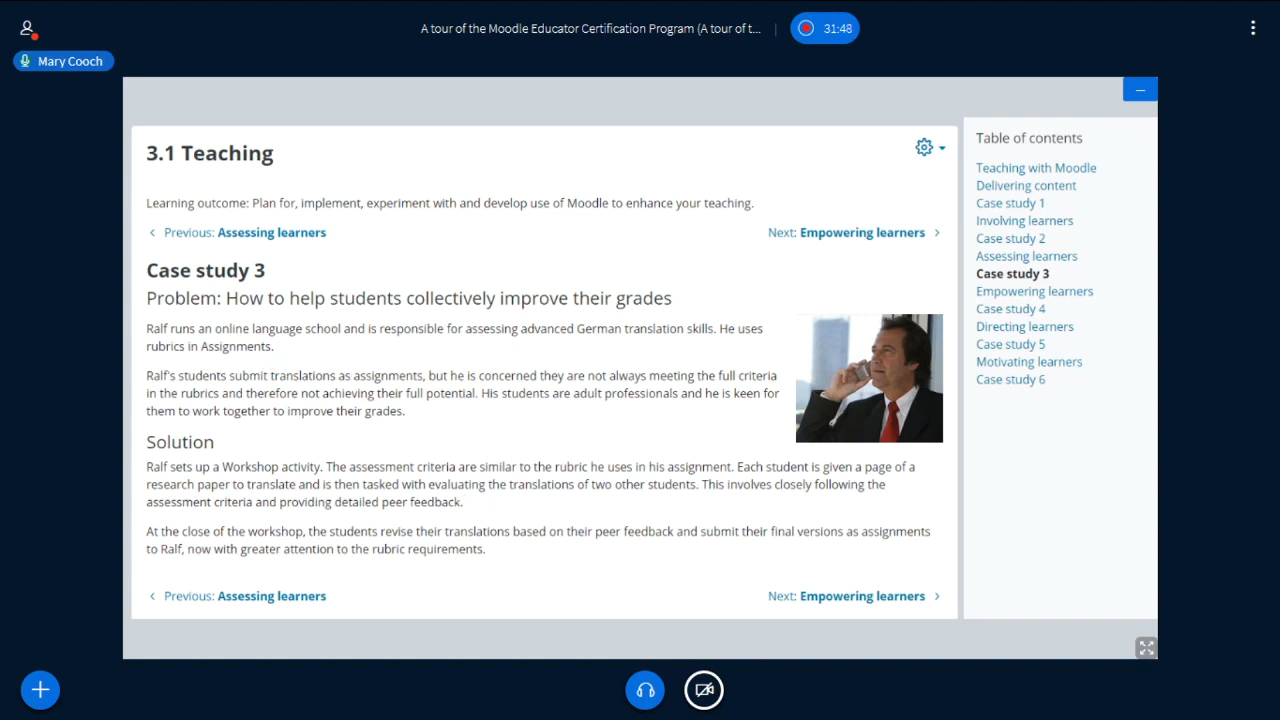 A tour of the Moodle Educator Certification Program (A tour of t...
31:48
Mary Cooch
3.1 Teaching
Learning outcome: Plan for, implement, experiment with and develop use of Moodle to enhance your teaching.
Previous: Assessing learners
Next: Empowering learners
Case study 3
Problem: How to help students collectively improve their grades
Ralf runs an online language school and is responsible for assessing advanced German translation skills. He uses
rubrics in Assignments.
Ralf's students submit translations as assignments, but he is concerned they are not always meeting the full criteria
in the rubrics and therefore not achieving their full potential. His students are adult professionals and he is keen for
them to work together to improve their grades.
Solution
Ralf sets up a Workshop activity. The assessment criteria are similar to the rubric he uses in his assignment. Each student is given a page of a
research paper to translate and is then tasked with evaluating the translations of two other students. This involves closely following the
assessment criteria and providing detailed peer feedback.
At the close of the workshop, the students revise their translations based on their peer feedback and submit their final versions as assignments
to Ralf, now with greater attention to the rubric requirements.
Previous: Assessing learners
Next: Empowering learners
Table of contents
Teaching with Moodle
Delivering content
Case study 1
Involving learners
Case study 2
Assessing learners
Case study 3
Empowering learners
Case study 4
Directing learners
Case study 5
Motivating learners
Case study 6